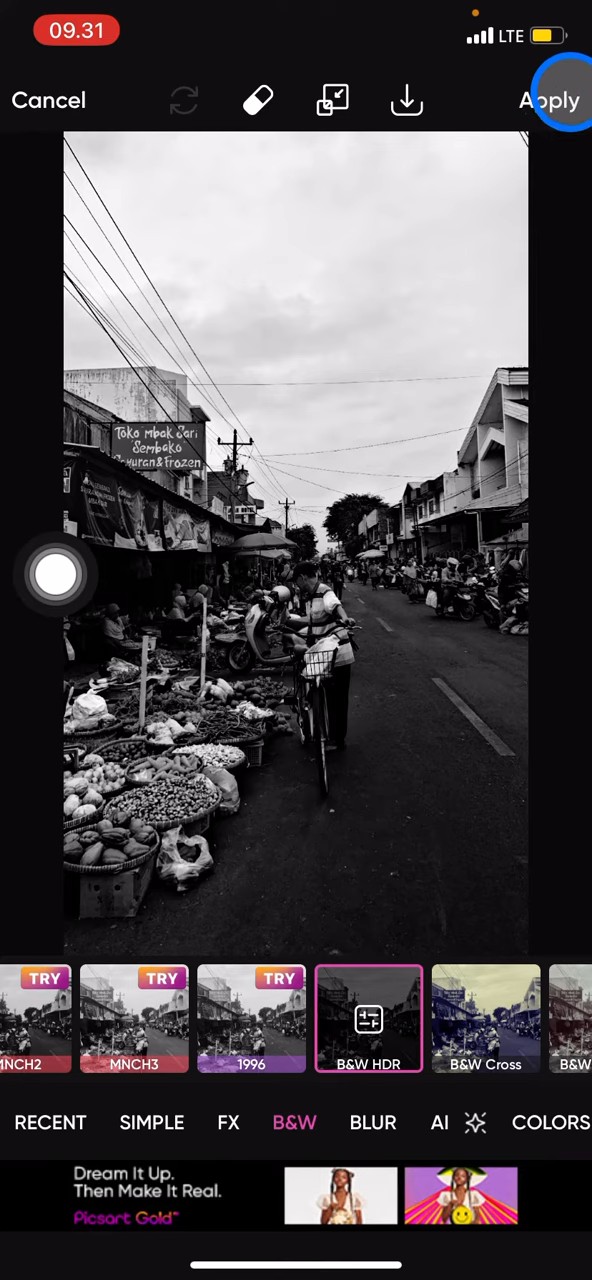 09.31
LTE
Cancel
Apply
Toko mbak Sari
Sembako
Sayuran & Frozen
TRY
TRY
TRY
MNCH2
MNCH3
1996
B&W HDR
B&W Cross
B&W
RECENT
SIMPLE
FX
B&W
BLUR
AI
COLORS
Dream It Up.
Then Make It Real.
Picsart Gold™